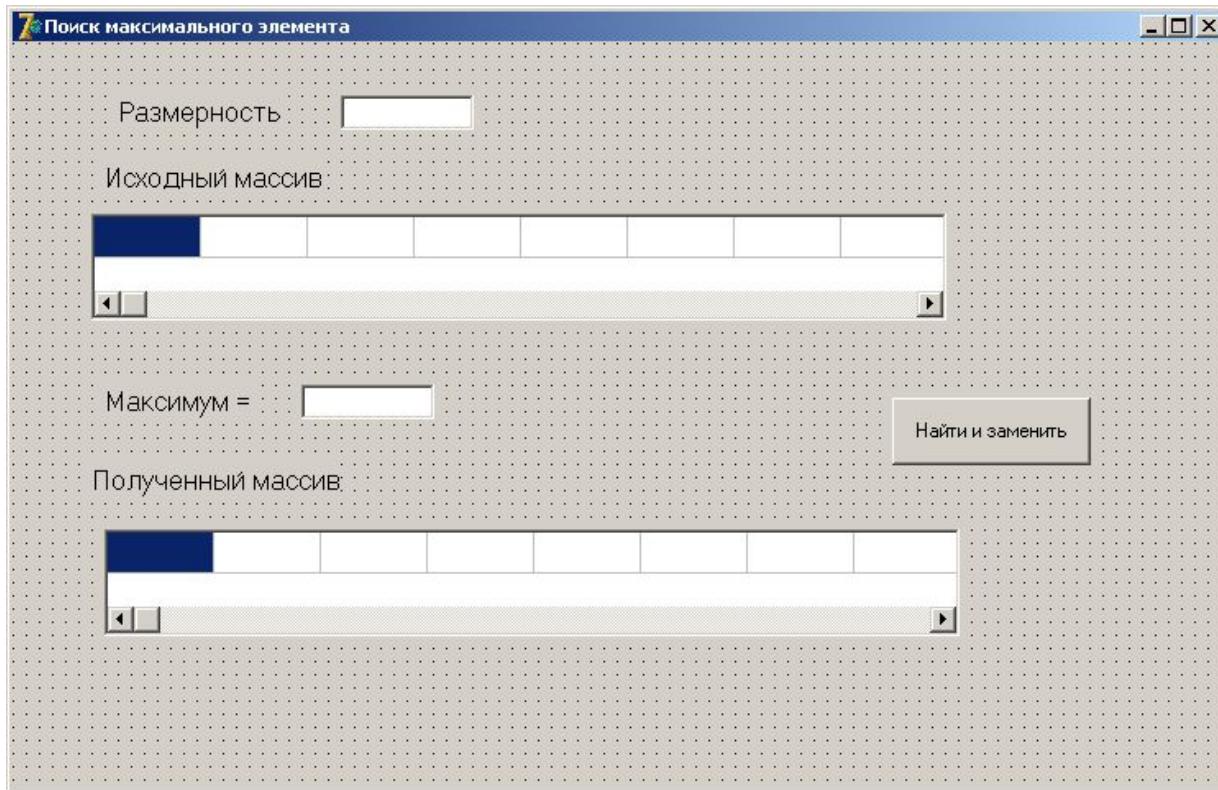 Поиск максимального элемента
Размерность
Исходный массив
Максимум =
Найти и заменить
Полученный массив